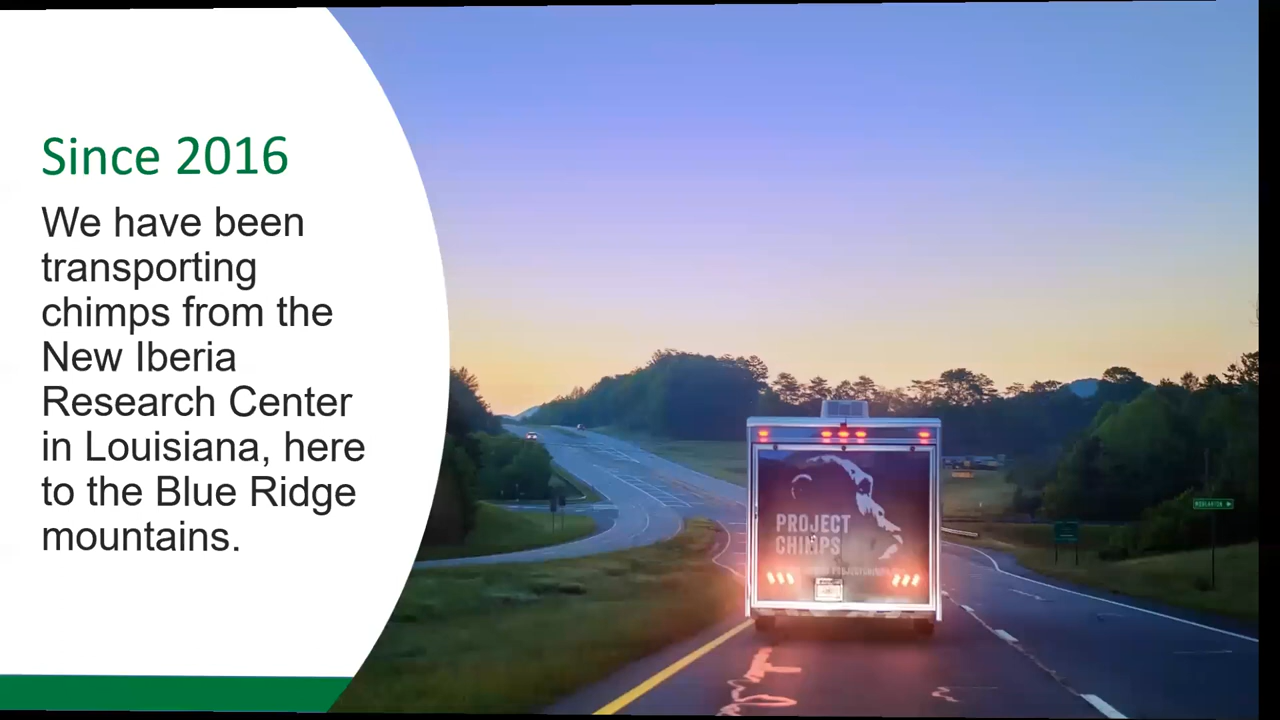 Since 2016
We have been
transporting
chimps from the
New Iberia
Research Center
in Louisiana, here
to the Blue Ridge
mountains.
PROJECT
CHIMPS